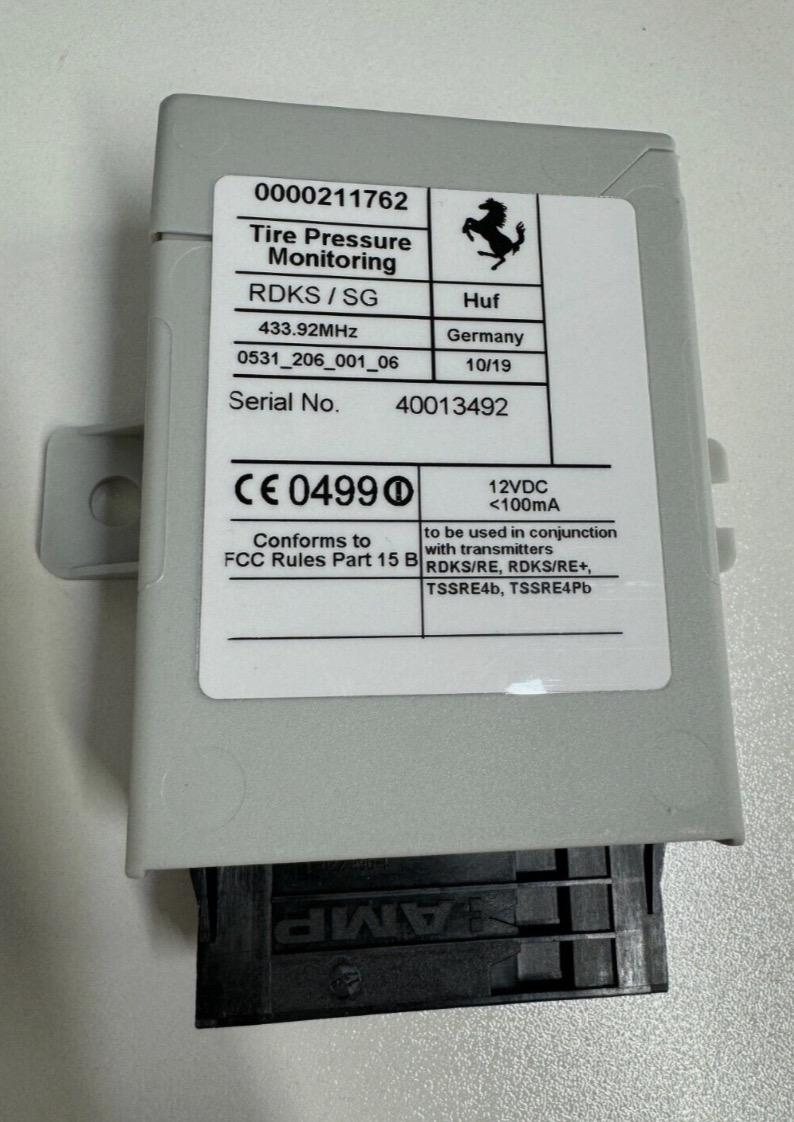 0000211762
Tire Pressure
Monitoring
RDKS / SG
Huf
433.92MHz
Germany
0531_206_001_06
10/19
Serial No. 40013492
CE 0499
12VDC
<100mA
Conforms to
FCC Rules Part 15 B
to be used in conjunction
with transmitters
RDKS/RE, RDKS/RE+,
TSSRE4b, TSSRE4Pb
AMP